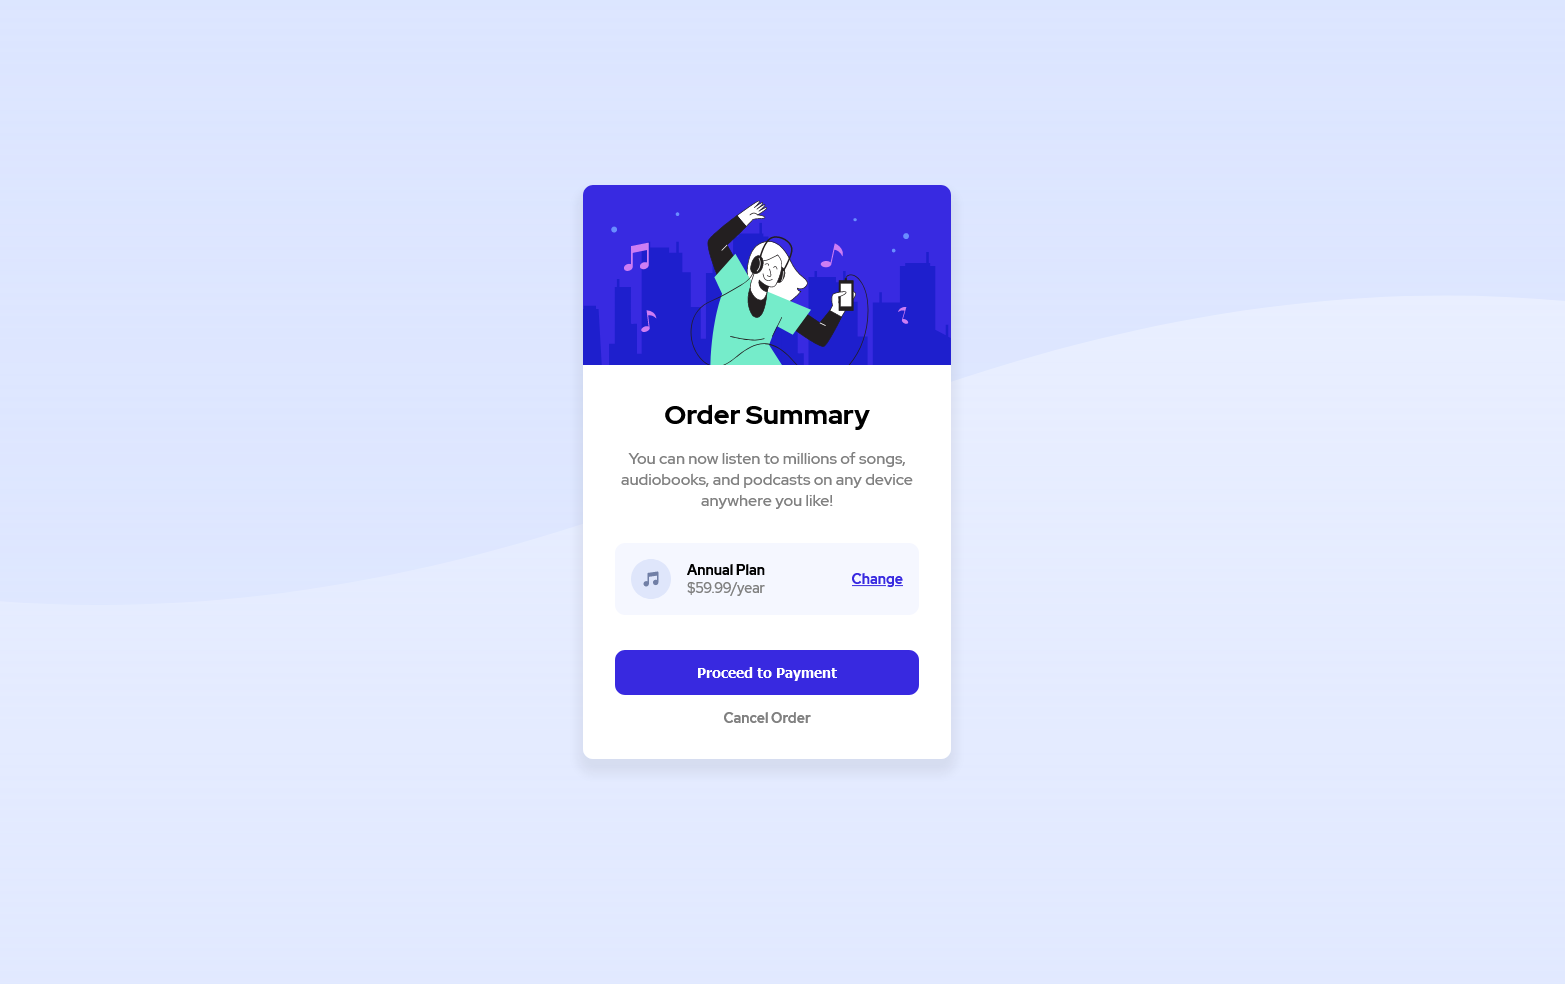 Order Summary
You can now listen to millions of songs,
audiobooks, and podcasts on any device
anywhere you like!
Annual Plan
$59.99/year
Change
Proceed to Payment
Cancel Order